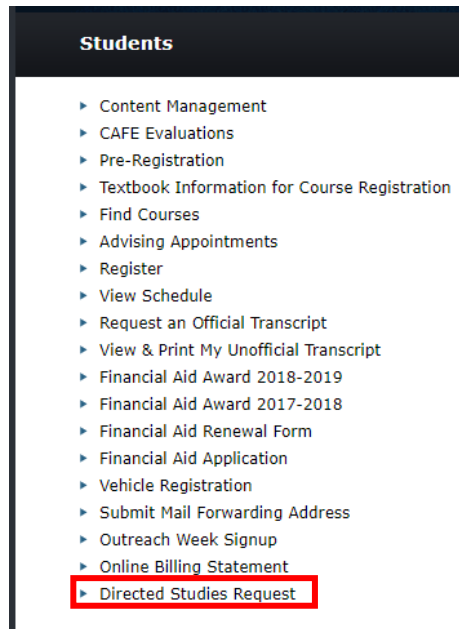 Students
Content Management
CAFE Evaluations
Pre-Registration
Textbook Information for Course Registration
Find Courses
Advising Appointments
Register
View Schedule
Request an Official Transcript
View & Print My Unofficial Transcript
Financial Aid Award 2018-2019
Financial Aid Award 2017-2018
Financial Aid Renewal Form
Financial Aid Application
Vehicle Registration
Submit Mail Forwarding Address
Outreach Week Signup
Online Billing Statement
Directed Studies Request